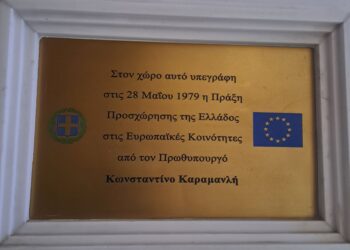 Στον χώρο αυτό υπεγράφη
στις 28 Μαΐου 1979 η Πράξη
Προσχώρησης της Ελλάδος
στις Ευρωπαϊκές Κοινότητες
από τον Πρωθυπουργό
Κωνσταντίνο Καραμανλή